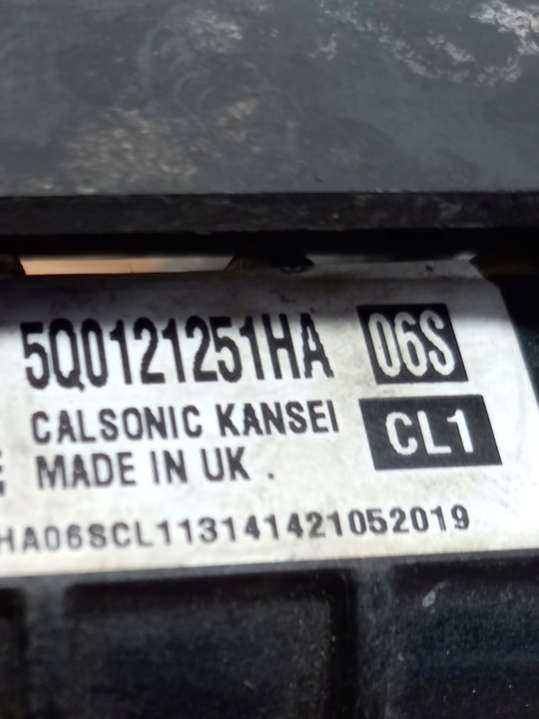 5Q0121251HA 06S
CALSONIC KANSEI CL1
MADE IN UK .
HA06SCL113141421052019